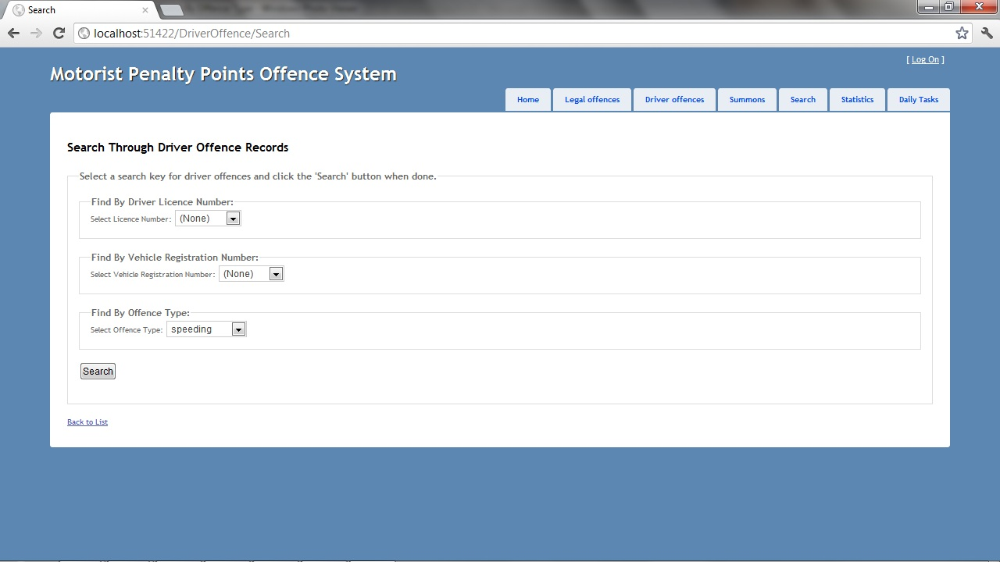 Search
localhost:51422/DriverOffence/Search
[ Log On ]
Motorist Penalty Points Offence System
Home Legal offences Driver offences Summons Search Statistics Daily Tasks
Search Through Driver Offence Records
Select a search key for driver offences and click the 'Search' button when done.
Find By Driver Licence Number:
Select Licence Number: (None)
Find By Vehicle Registration Number:
Select Vehicle Registration Number: (None)
Find By Offence Type:
Select Offence Type: speeding
Search
Back to List